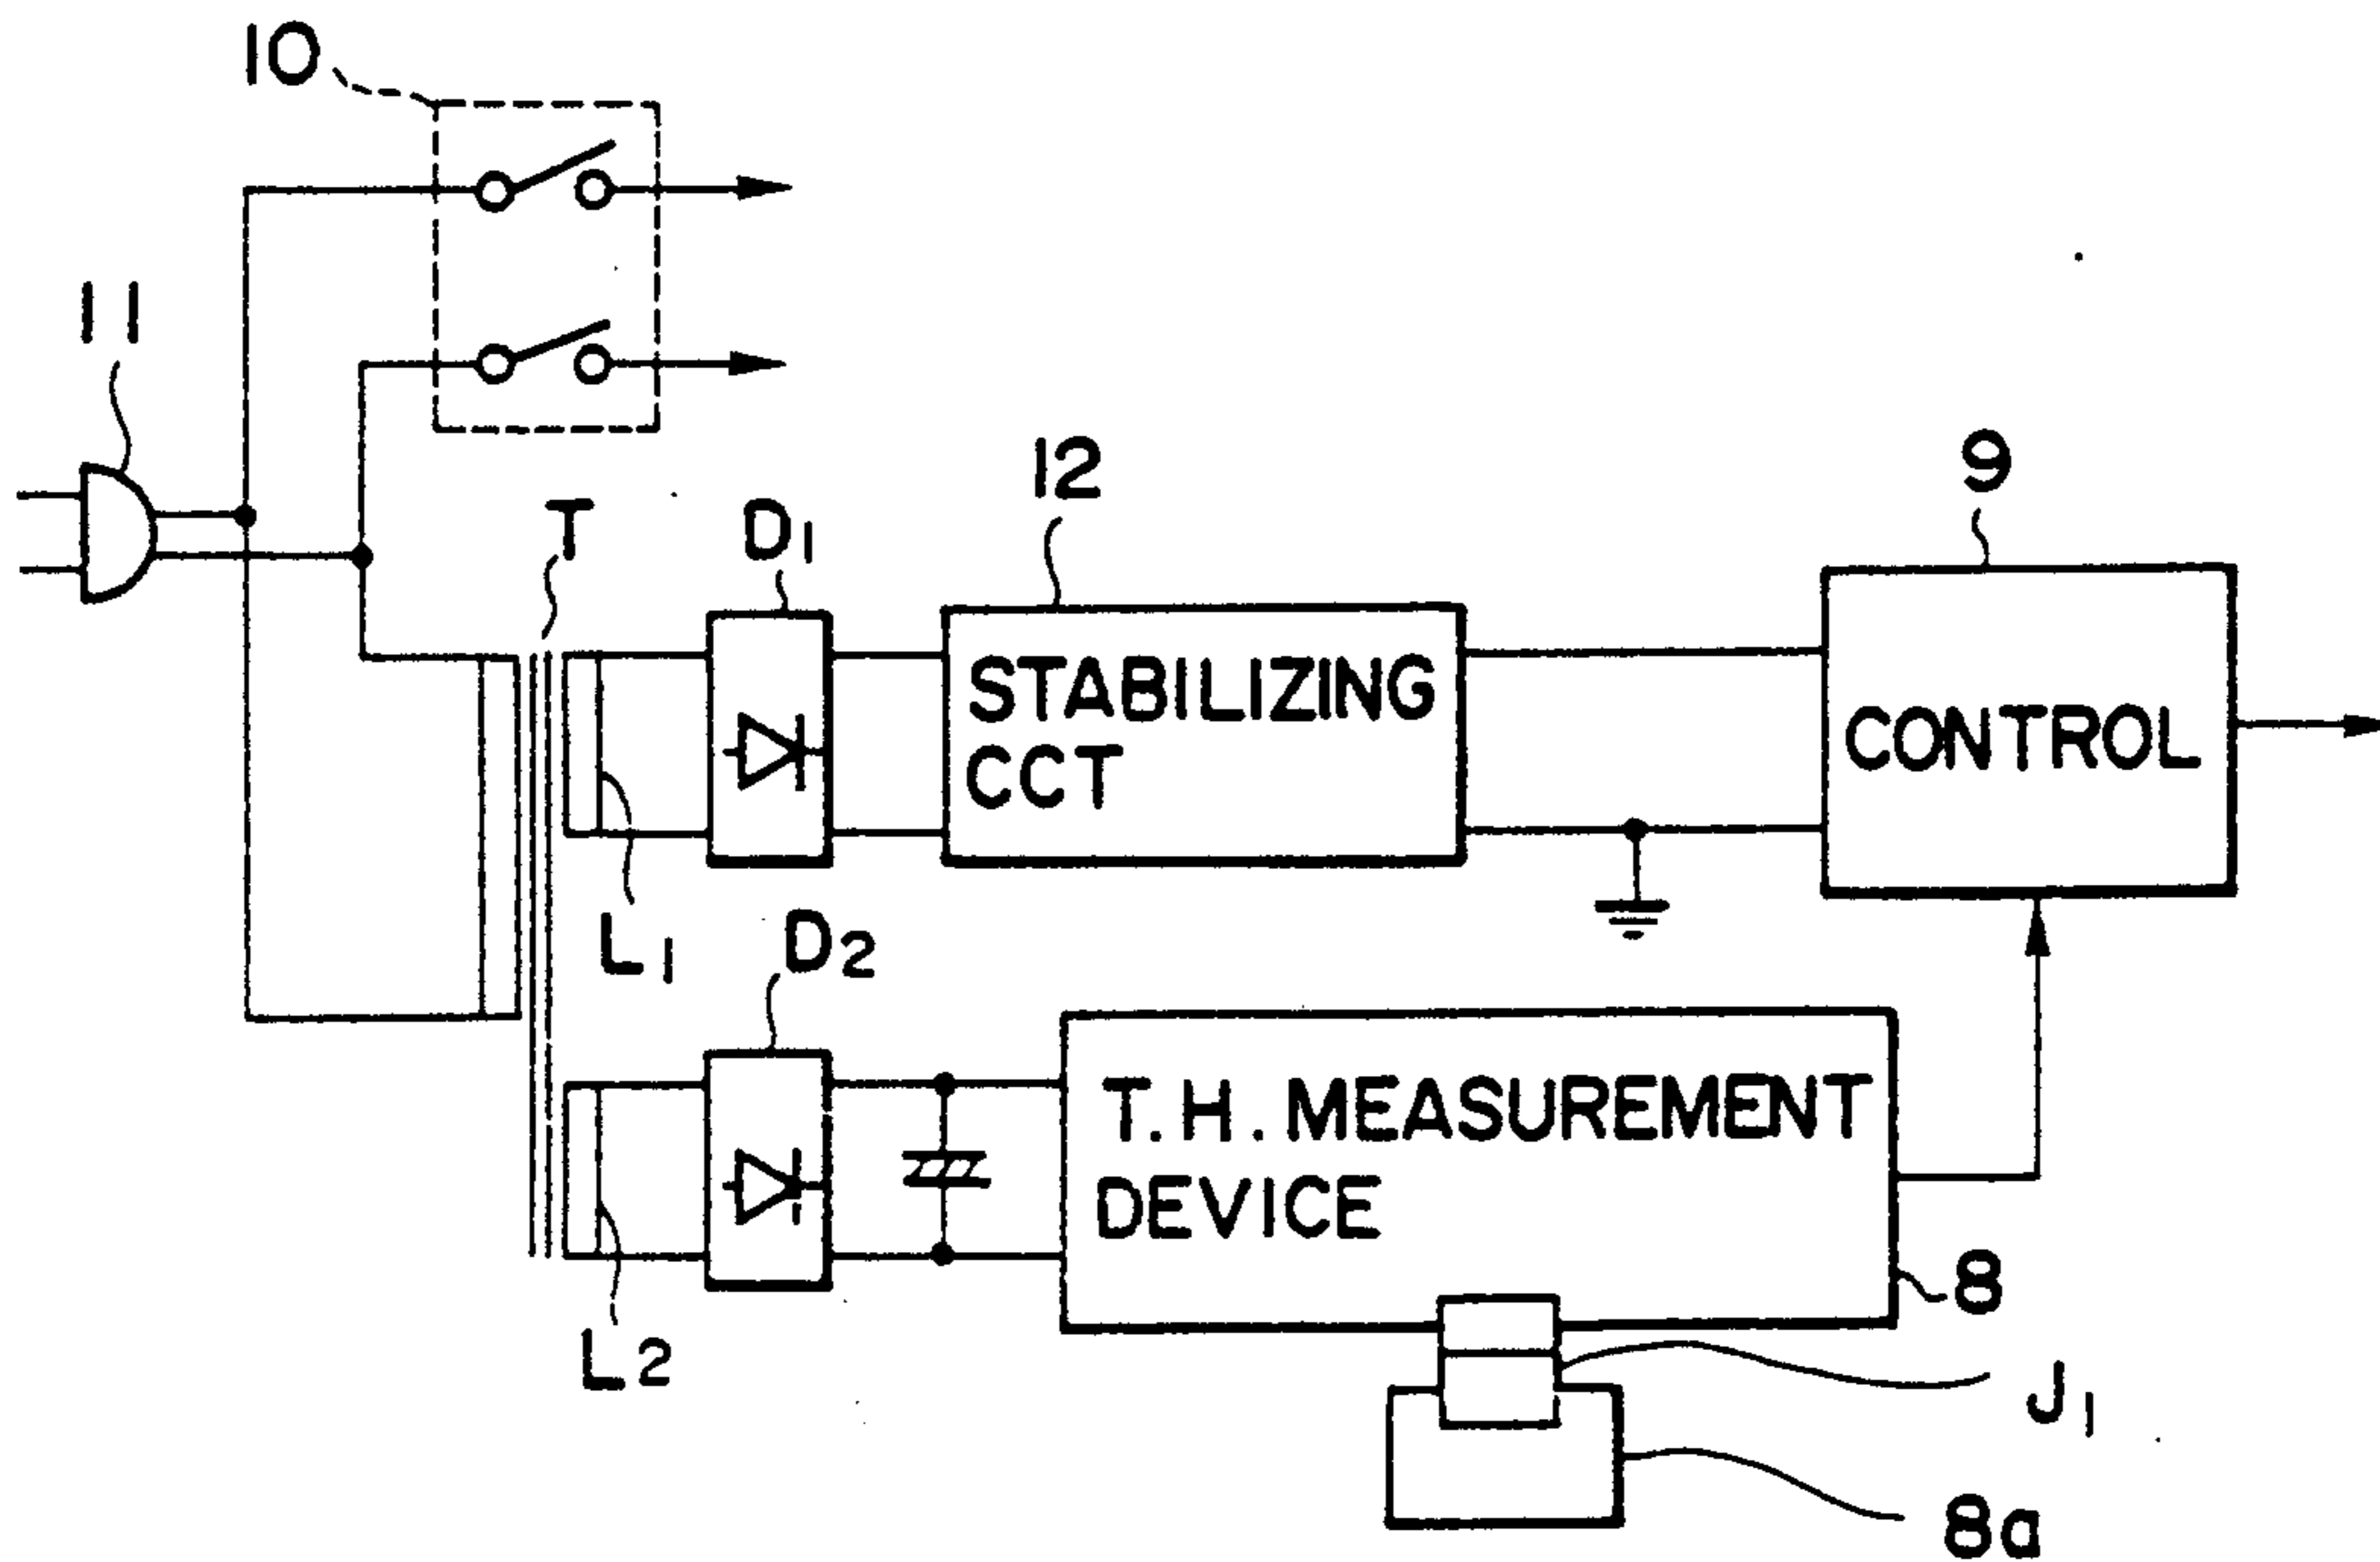 10
11
T
D1
12
9
STABILIZING
CCT
CONTROL
L1
D2
T.H. MEASUREMENT
DEVICE
8
L2
J1
8a